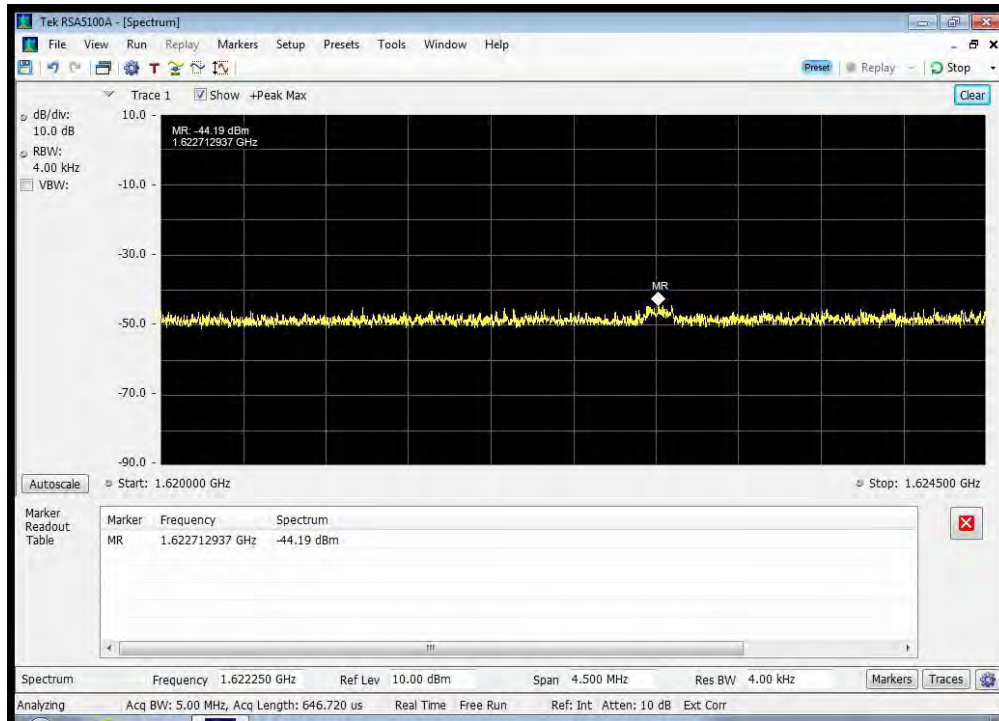 Tek RSA5100A - [Spectrum]
File View Run Replay Markers Setup Presets Tools Window Help
Preset Replay Stop
Trace 1 Show +Peak Max Clear
dB/div:
10.0 dB
RBW:
4.00 kHz
VBW:
10.0
-10.0
-30.0
-50.0
-70.0
-90.0
MR: -44.19 dBm
1.622712937 GHz
MR
Autoscale Start: 1.620000 GHz Stop: 1.624500 GHz
Marker
Readout
Table
Marker Frequency Spectrum
MR 1.622712937 GHz -44.19 dBm
Spectrum Frequency 1.622250 GHz Ref Lev 10.00 dBm Span 4.500 MHz Res BW 4.00 kHz Markers Traces
Analyzing Acq BW: 5.00 MHz, Acq Length: 646.720 us Real Time Free Run Ref: Int Atten: 10 dB Ext Corr